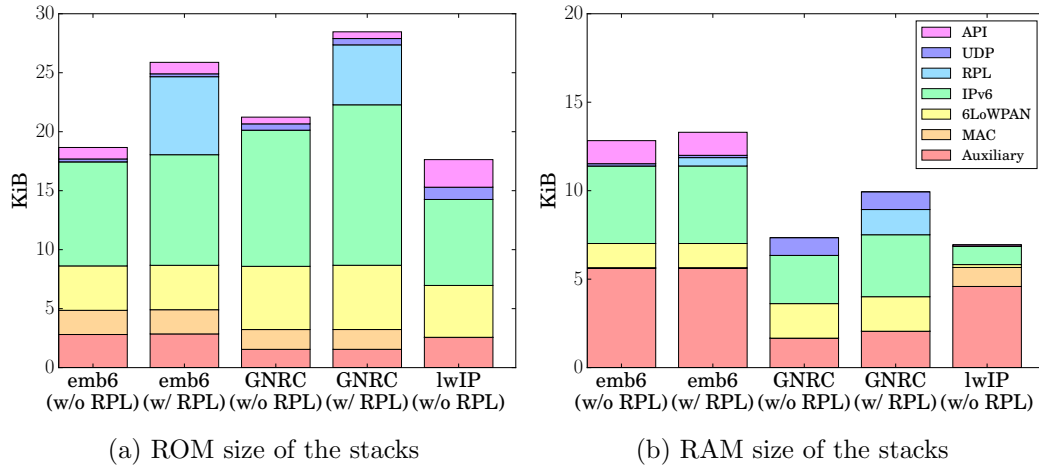 30
25
20
15
10
5
0
KiB
emb6
(w/o RPL)
emb6
(w/ RPL)
GNRC
(w/o RPL)
GNRC
(w/ RPL)
lwIP
(w/o RPL)
(a) ROM size of the stacks
20
15
10
5
0
KiB
API
UDP
RPL
IPv6
6LoWPAN
MAC
Auxiliary
emb6
(w/o RPL)
emb6
(w/ RPL)
GNRC
(w/o RPL)
GNRC
(w/ RPL)
lwIP
(w/o RPL)
(b) RAM size of the stacks